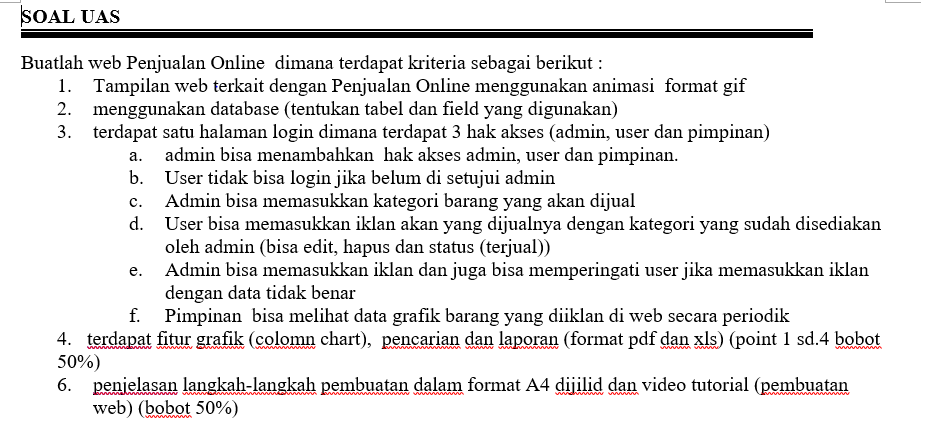 SOAL UAS
Buatlah web Penjualan Online dimana terdapat kriteria sebagai berikut :
1. Tampilan web terkait dengan Penjualan Online menggunakan animasi format gif
2. menggunakan database (tentukan tabel dan field yang digunakan)
3. terdapat satu halaman login dimana terdapat 3 hak akses (admin, user dan pimpinan)
a. admin bisa menambahkan hak akses admin, user dan pimpinan.
b. User tidak bisa login jika belum di setujui admin
c. Admin bisa memasukkan kategori barang yang akan dijual
d. User bisa memasukkan iklan akan yang dijualnya dengan kategori yang sudah disediakan
oleh admin (bisa edit, hapus dan status (terjual))
e. Admin bisa memasukkan iklan dan juga bisa memperingati user jika memasukkan iklan
dengan data tidak benar
f. Pimpinan bisa melihat data grafik barang yang diiklan di web secara periodik
4. terdapat fitur grafik (colomn chart), pencarian dan laporan (format pdf dan xls) (point 1 sd.4 bobot
50%)
6. penjelasan langkah-langkah pembuatan dalam format A4 dijilid dan video tutorial (pembuatan
web) (bobot 50%)